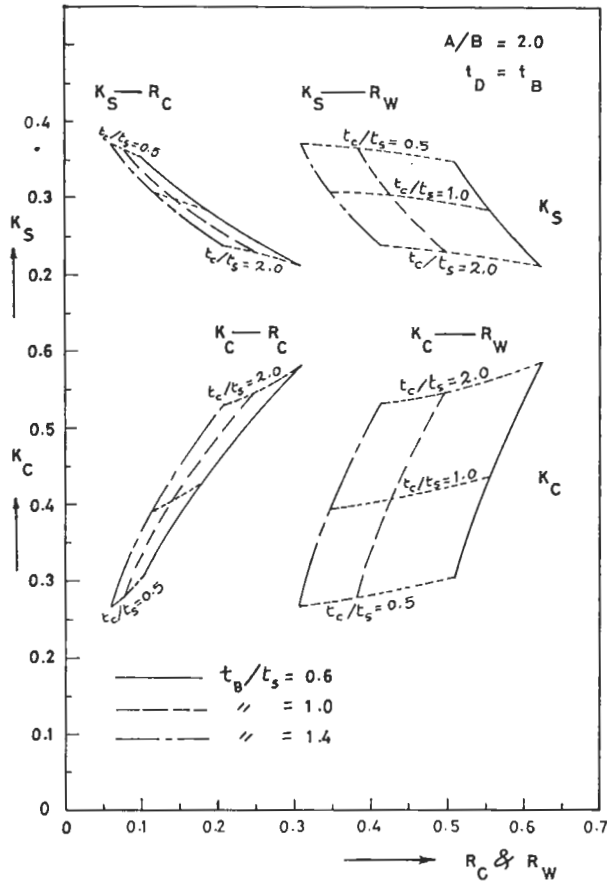 A/B = 2.0
t_D = t_B
K_S — R_C
K_S — R_W
0.4
t_c/t_s = 0.5
t_c/t_s = 0.5
0.3
t_c/t_s = 1.0
K_S
K_S
0.2
t_c/t_s = 2.0
t_c/t_s = 2.0
K_C — R_C
K_C — R_W
0.6
t_c/t_s = 2.0
t_c/t_s = 2.0
0.5
K_C
t_c/t_s = 1.0
K_C
0.4
0.3
t_c/t_s = 0.5
t_c/t_s = 0.5
0.2
t_B/t_s = 0.6
〃 = 1.0
0.1
〃 = 1.4
0
0 0.1 0.2 0.3 0.4 0.5 0.6 0.7
R_C & R_W